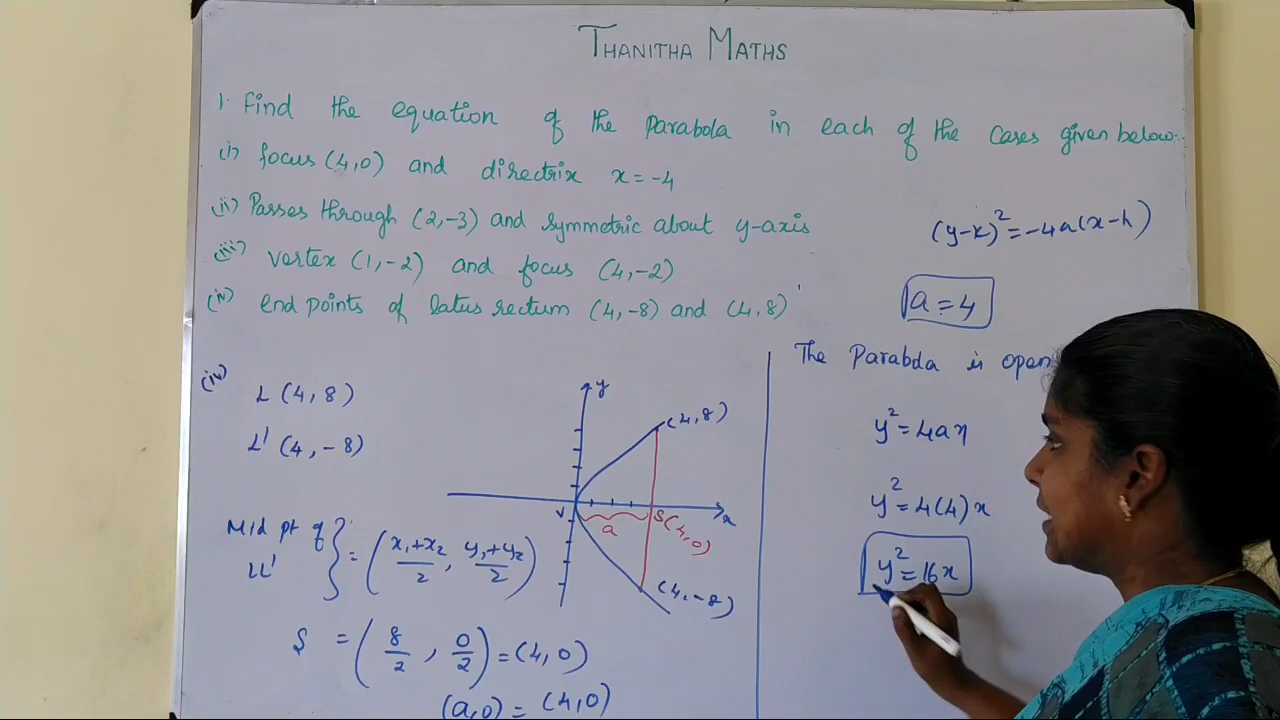 THANITHA MATHS
1. Find the equation of the Parabola in each of the cases given below:-
(i) focus (4,0) and directrix x = -4
(ii) Passes through (2,-3) and symmetric about y-axis
(iii) vertex (1,-2) and focus (4,-2)
(iv) end points of latus rectum (4,-8) and (4,8)
(y-k)² = -4a(x-h)
a = 4
(iv)
L (4, 8)
L' (4, -8)
Mid pt of LL' } = (x₁+x₂/2, y₁+y₂/2)
S = (8/2, 0/2) = (4, 0)
(a,0) = (4,0)
y
(4,8)
V
a
S(4,0)
x
(4,-8)
The Parabola is open
y² = 4ax
y² = 4(4)x
y² = 16x